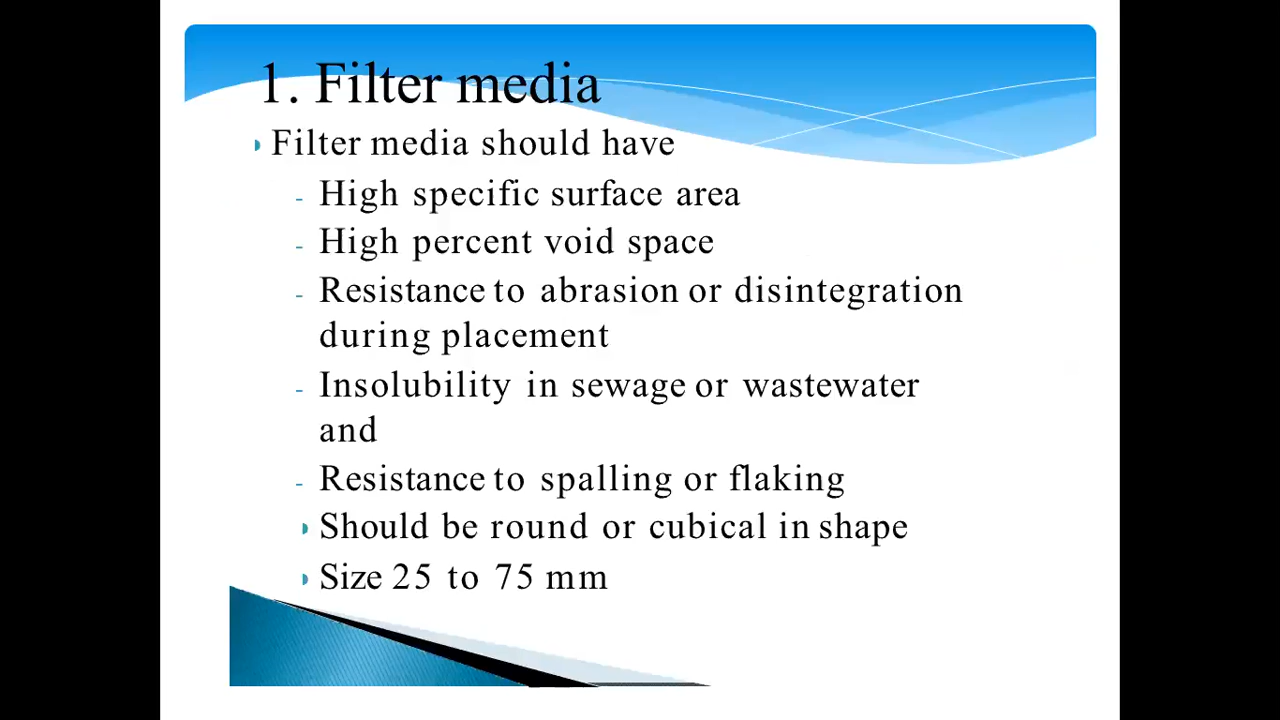 1. Filter media
Filter media should have
- High specific surface area
- High percent void space
- Resistance to abrasion or disintegration
during placement
- Insolubility in sewage or wastewater
and
- Resistance to spalling or flaking
Should be round or cubical in shape
Size 25 to 75 mm